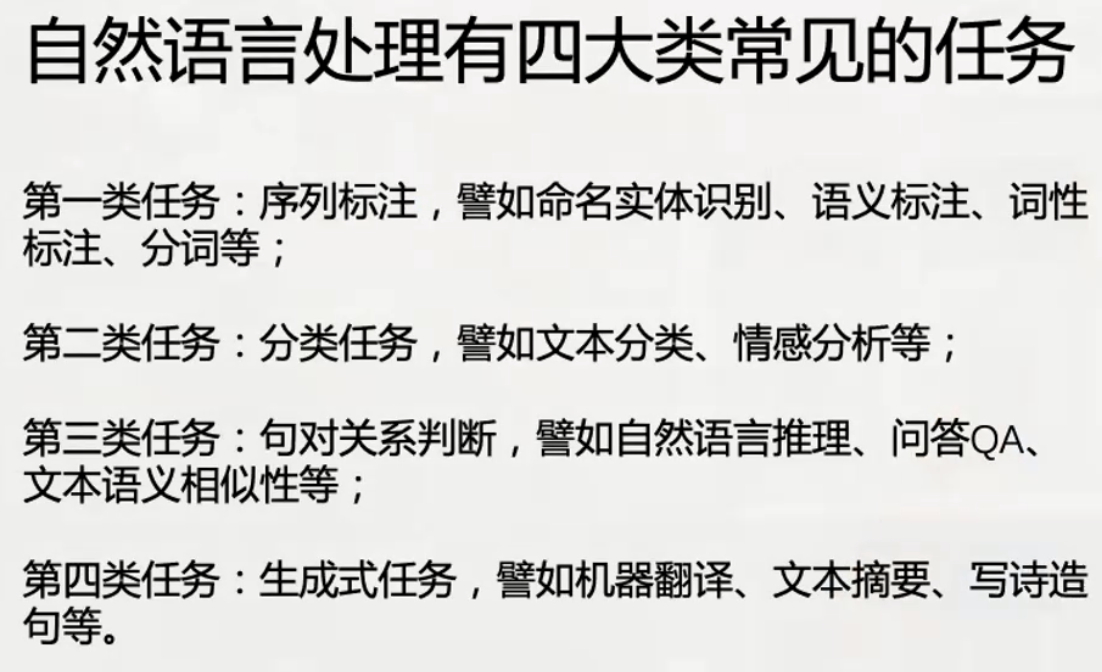 自然语言处理有四大类常见的任务
第一类任务：序列标注，譬如命名实体识别、语义标注、词性
标注、分词等；
第二类任务：分类任务，譬如文本分类、情感分析等；
第三类任务：句对关系判断，譬如自然语言推理、问答QA、
文本语义相似性等；
第四类任务：生成式任务，譬如机器翻译、文本摘要、写诗造
句等。